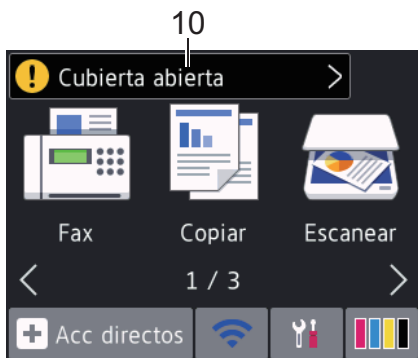 10
Cubierta abierta
Fax Copiar Escanear
1 / 3
Acc directos